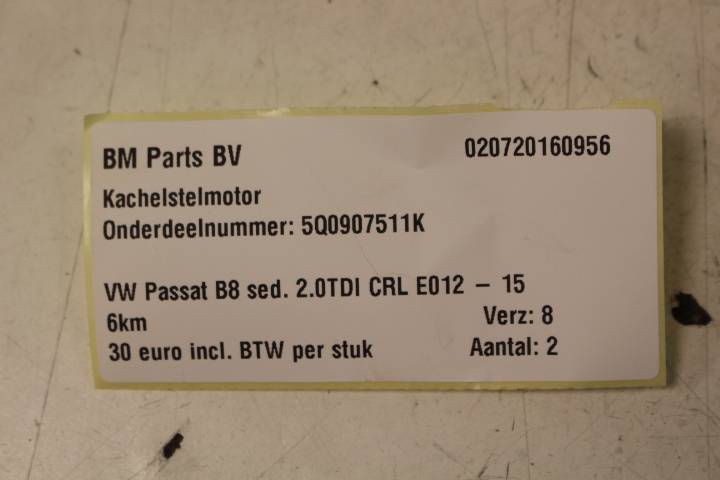 BM Parts BV 020720160956
Kachelstelmotor
Onderdeelnummer: 5Q0907511K
VW Passat B8 sed. 2.0TDI CRL E012 – 15
6km Verz: 8
30 euro incl. BTW per stuk Aantal: 2